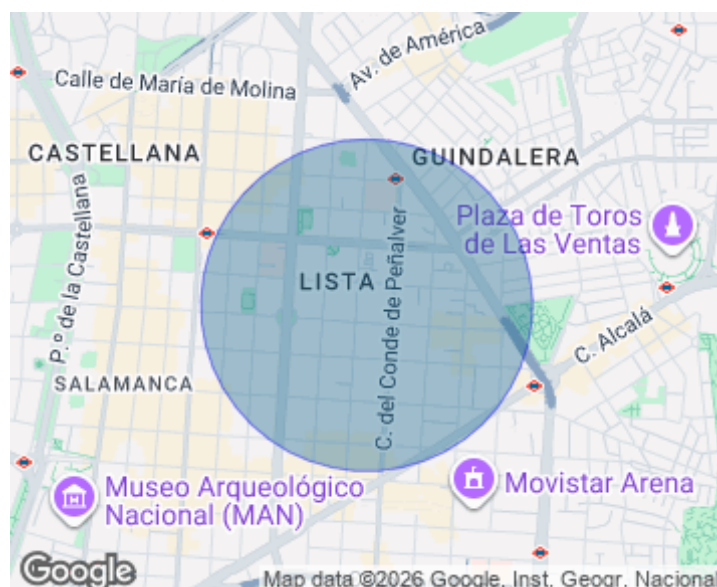 Av. de América
Calle de María de Molina
CASTELLANA
GUINDALERA
P.º de la Castellana
Plaza de Toros
de Las Ventas
C. del Conde de Peñalver
LISTA
C. Alcalá
SALAMANCA
Museo Arqueológico
Nacional (MAN)
Movistar Arena
Google
Map data ©2026 Google, Inst. Geogr. Nacional